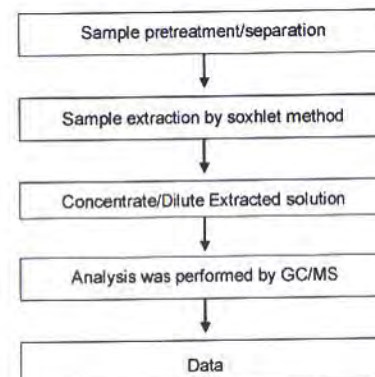 Sample pretreatment/separation
Sample extraction by soxhlet method
Concentrate/Dilute Extracted solution
Analysis was performed by GC/MS
Data